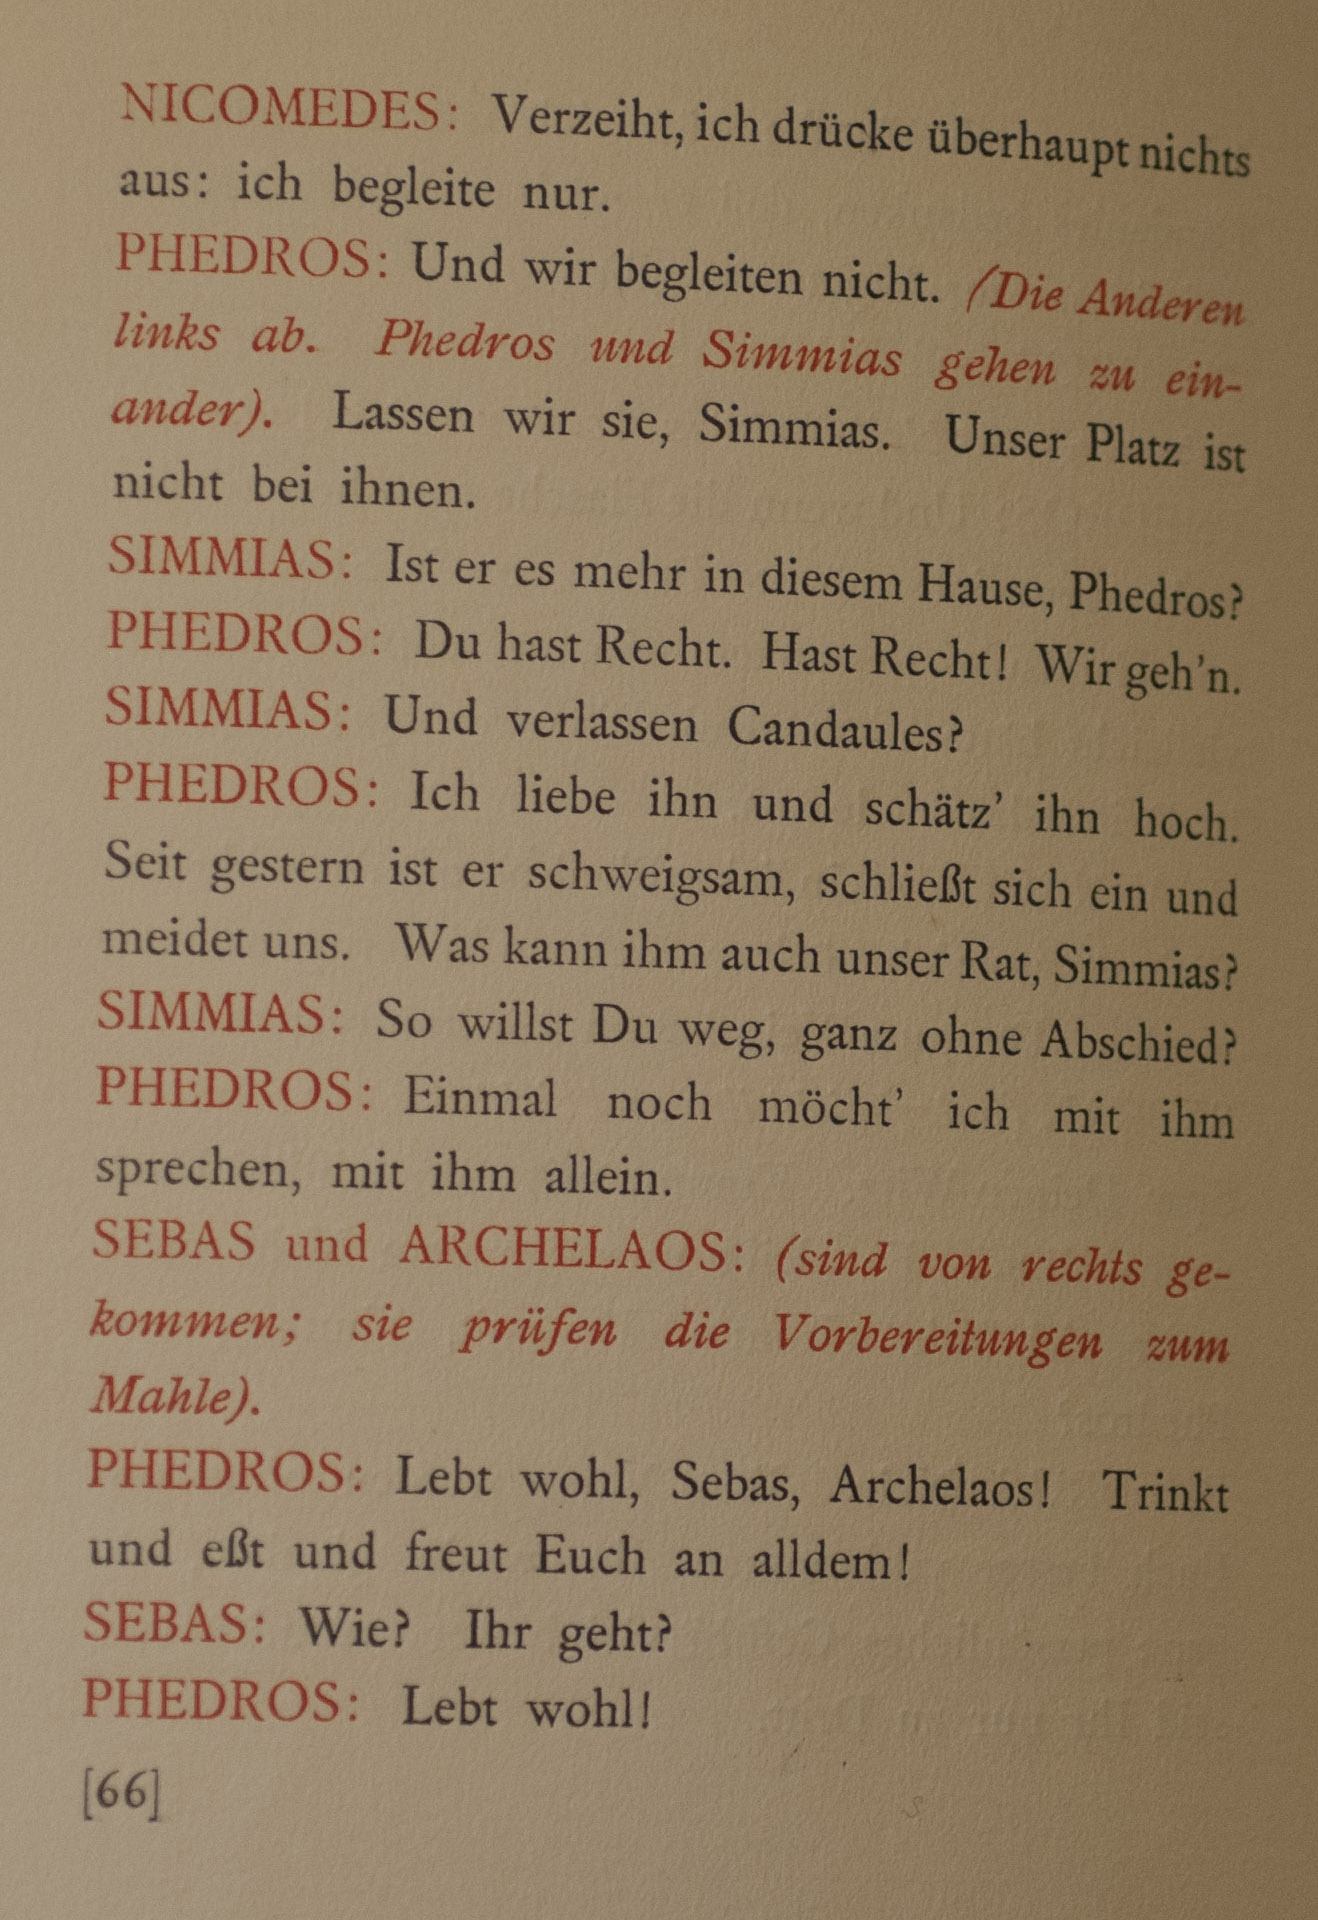 NICOMEDES: Verzeiht, ich drücke überhaupt nichts
aus: ich begleite nur.
PHEDROS: Und wir begleiten nicht. (Die Anderen
links ab. Phedros und Simmias gehen zu ein-
ander). Lassen wir sie, Simmias. Unser Platz ist
nicht bei ihnen.
SIMMIAS: Ist er es mehr in diesem Hause, Phedros?
PHEDROS: Du hast Recht. Hast Recht! Wir geh'n.
SIMMIAS: Und verlassen Candaules?
PHEDROS: Ich liebe ihn und schätz' ihn hoch.
Seit gestern ist er schweigsam, schließt sich ein und
meidet uns. Was kann ihm auch unser Rat, Simmias?
SIMMIAS: So willst Du weg, ganz ohne Abschied?
PHEDROS: Einmal noch möcht' ich mit ihm
sprechen, mit ihm allein.
SEBAS und ARCHELAOS: (sind von rechts ge-
kommen; sie prüfen die Vorbereitungen zum
Mahle).
PHEDROS: Lebt wohl, Sebas, Archelaos! Trinkt
und eßt und freut Euch an alldem!
SEBAS: Wie? Ihr geht?
PHEDROS: Lebt wohl!
[66]